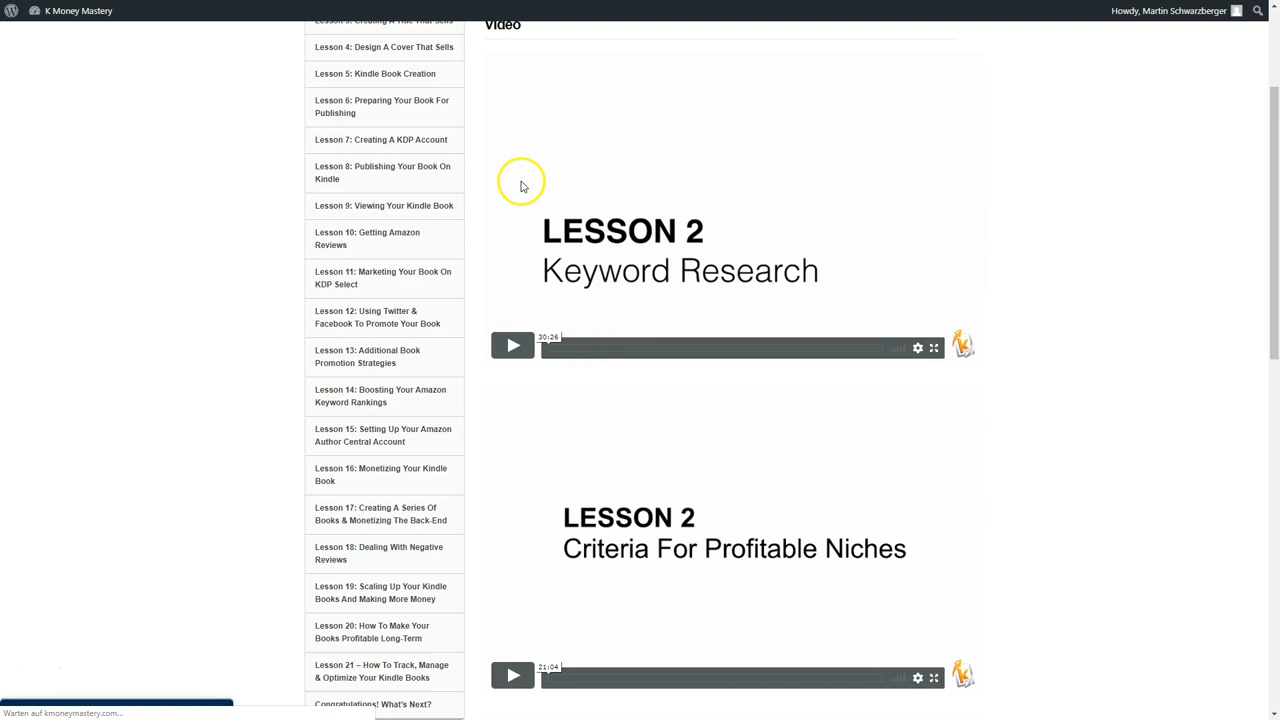 K Money Mastery
Howdy, Martin Schwarzberger
Lesson 3: Creating A Title That Sells
Lesson 4: Design A Cover That Sells
Lesson 5: Kindle Book Creation
Lesson 6: Preparing Your Book For
Publishing
Lesson 7: Creating A KDP Account
Lesson 8: Publishing Your Book On
Kindle
Lesson 9: Viewing Your Kindle Book
Lesson 10: Getting Amazon
Reviews
Lesson 11: Marketing Your Book On
KDP Select
Lesson 12: Using Twitter &
Facebook To Promote Your Book
Lesson 13: Additional Book
Promotion Strategies
Lesson 14: Boosting Your Amazon
Keyword Rankings
Lesson 15: Setting Up Your Amazon
Author Central Account
Lesson 16: Monetizing Your Kindle
Book
Lesson 17: Creating A Series Of
Books & Monetizing The Back-End
Lesson 18: Dealing With Negative
Reviews
Lesson 19: Scaling Up Your Kindle
Books And Making More Money
Lesson 20: How To Make Your
Books Profitable Long-Term
Lesson 21 – How To Track, Manage
& Optimize Your Kindle Books
Congratulations! What's Next?
Video
LESSON 2
Keyword Research
30:26
LESSON 2
Criteria For Profitable Niches
21:04
Warten auf kmoneymastery.com...